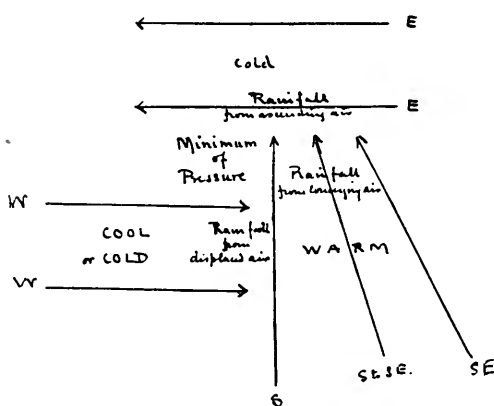 E
Cold
E
Rainfall
from ascending air
Minimum
of
Pressure
Rainfall
from converging air
W
COOL
or COLD
Rainfall
from
displaced air
WARM
W
S by SE.
SE
S